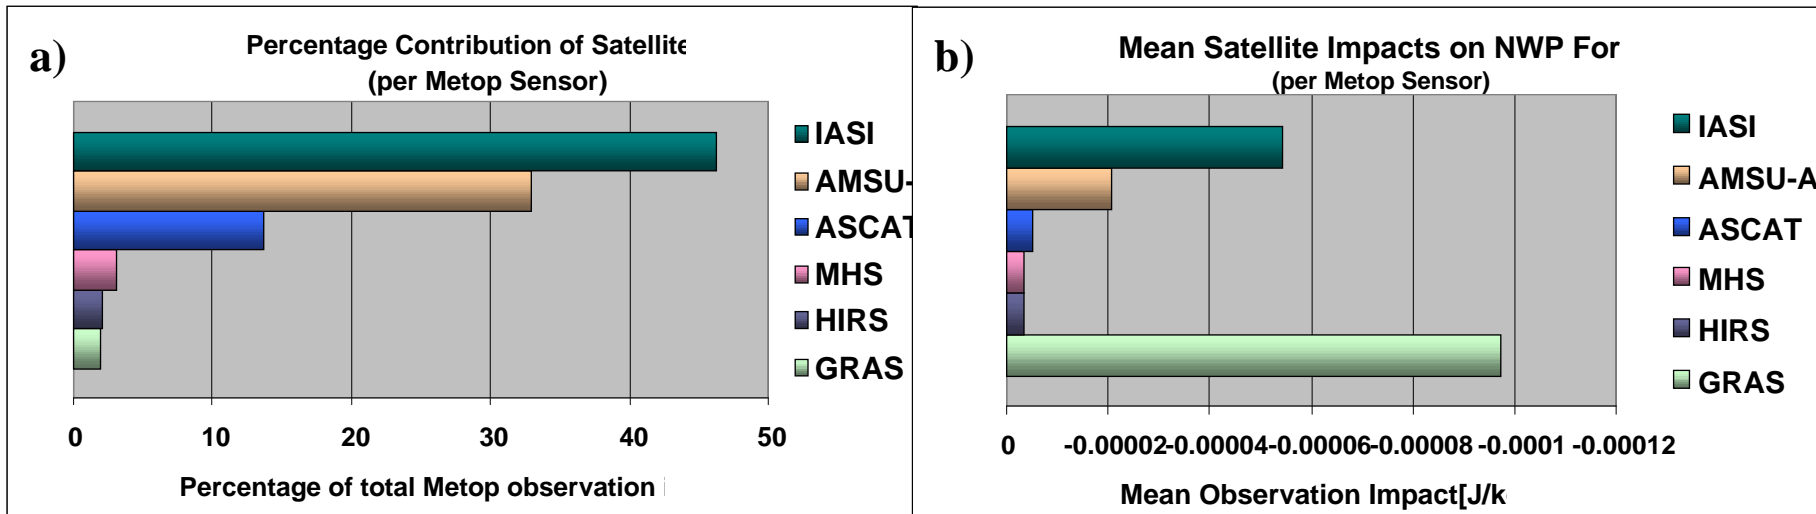 a)
Percentage Contribution of Satellite
(per Metop Sensor)
IASI
AMSU-
ASCAT
MHS
HIRS
GRAS
0 10 20 30 40 50
Percentage of total Metop observation
b)
Mean Satellite Impacts on NWP For
(per Metop Sensor)
IASI
AMSU-A
ASCAT
MHS
HIRS
GRAS
0 -0.00002 -0.00004 -0.00006 -0.00008 -0.0001 -0.00012
Mean Observation Impact[J/k